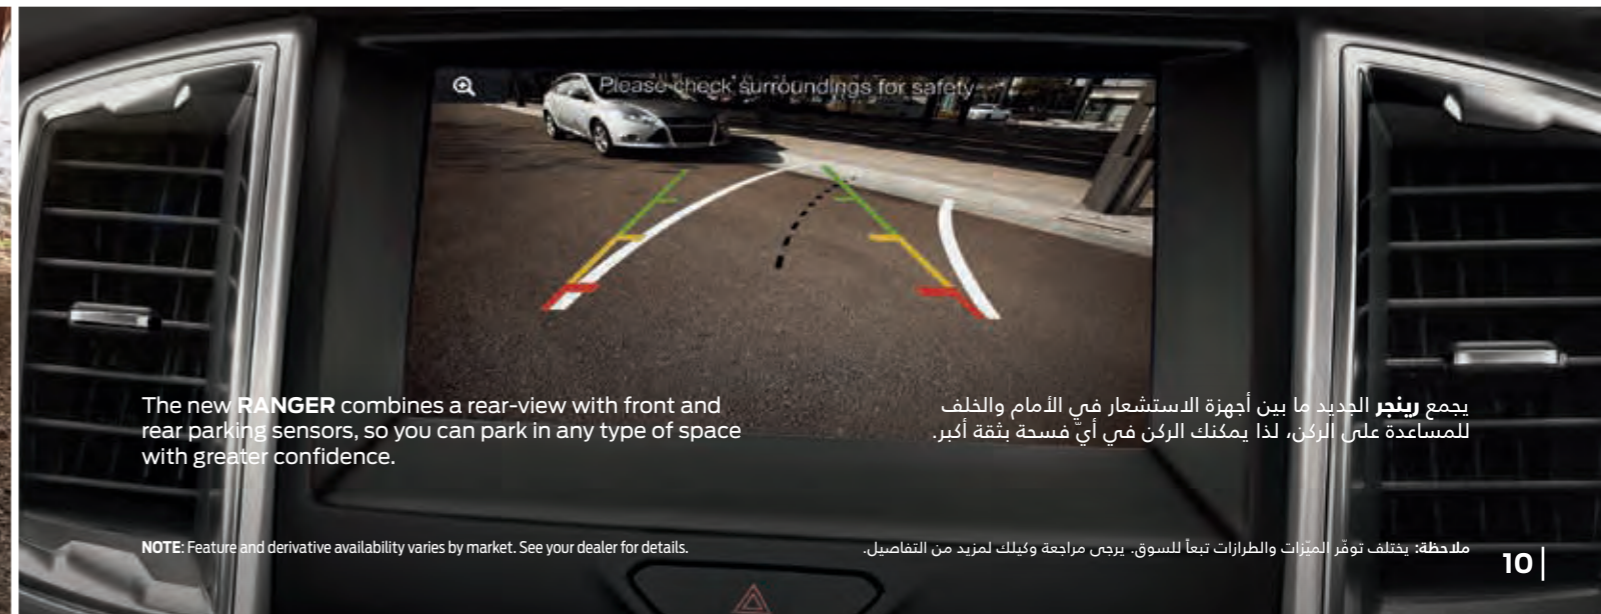 Please check surroundings for safety
The new RANGER combines a rear-view with front and
rear parking sensors, so you can park in any type of space
with greater confidence.
يجمع رينجر الجديد ما بين أجهزة الاستشعار في الأمام والخلف
للمساعدة على الركن، لذا يمكنك الركن في أيّ فسحة بثقة أكبر.
NOTE: Feature and derivative availability varies by market. See your dealer for details.
ملاحظة: يختلف توفّر الميّزات والطرازات تبعاً للسوق. يرجى مراجعة وكيلك لمزيد من التفاصيل.
10